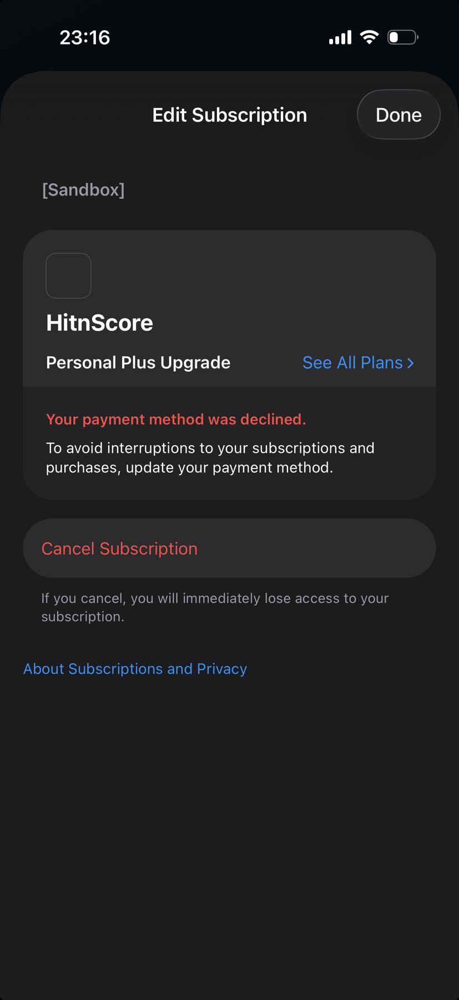 23:16
Edit Subscription
Done
[Sandbox]
HitnScore
Personal Plus Upgrade
See All Plans
Your payment method was declined.
To avoid interruptions to your subscriptions and
purchases, update your payment method.
Cancel Subscription
If you cancel, you will immediately lose access to your
subscription.
About Subscriptions and Privacy